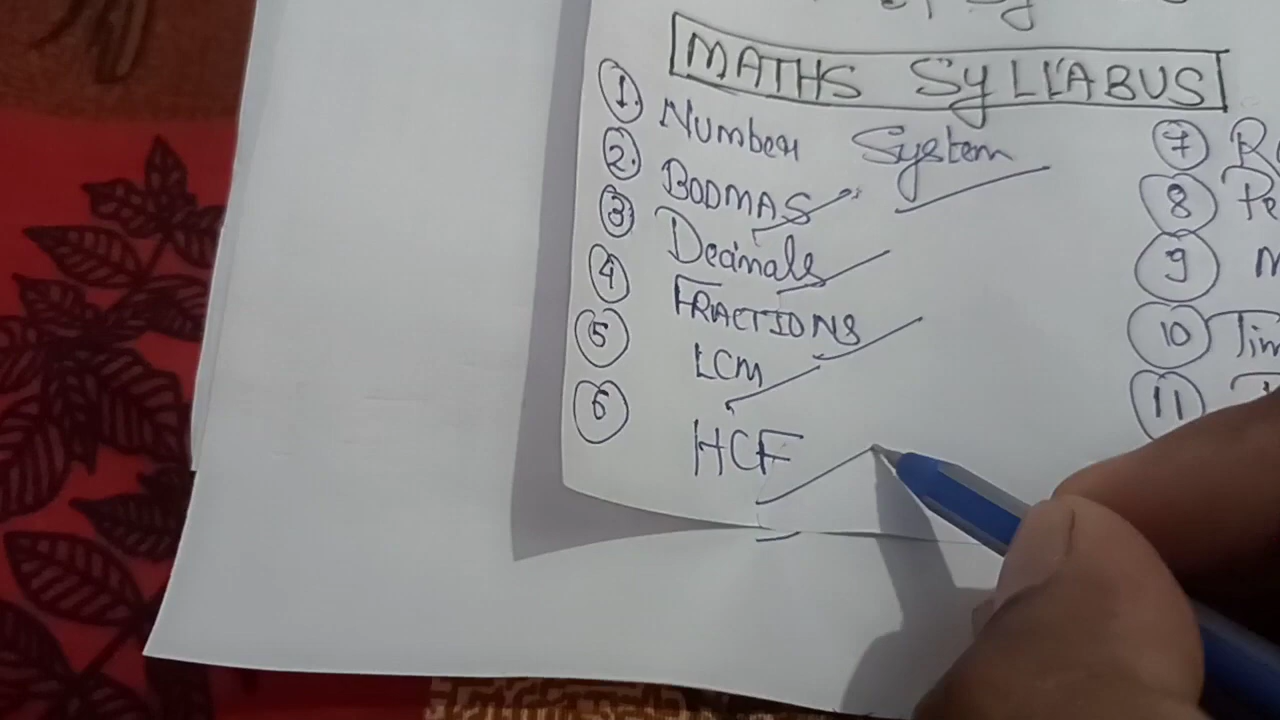 MATHS SYLLABUS
1. Number System
2. BODMAS
3 Decimals
4 FRACTIONS
5 LCM
6 HCF
7
8
9
10
11